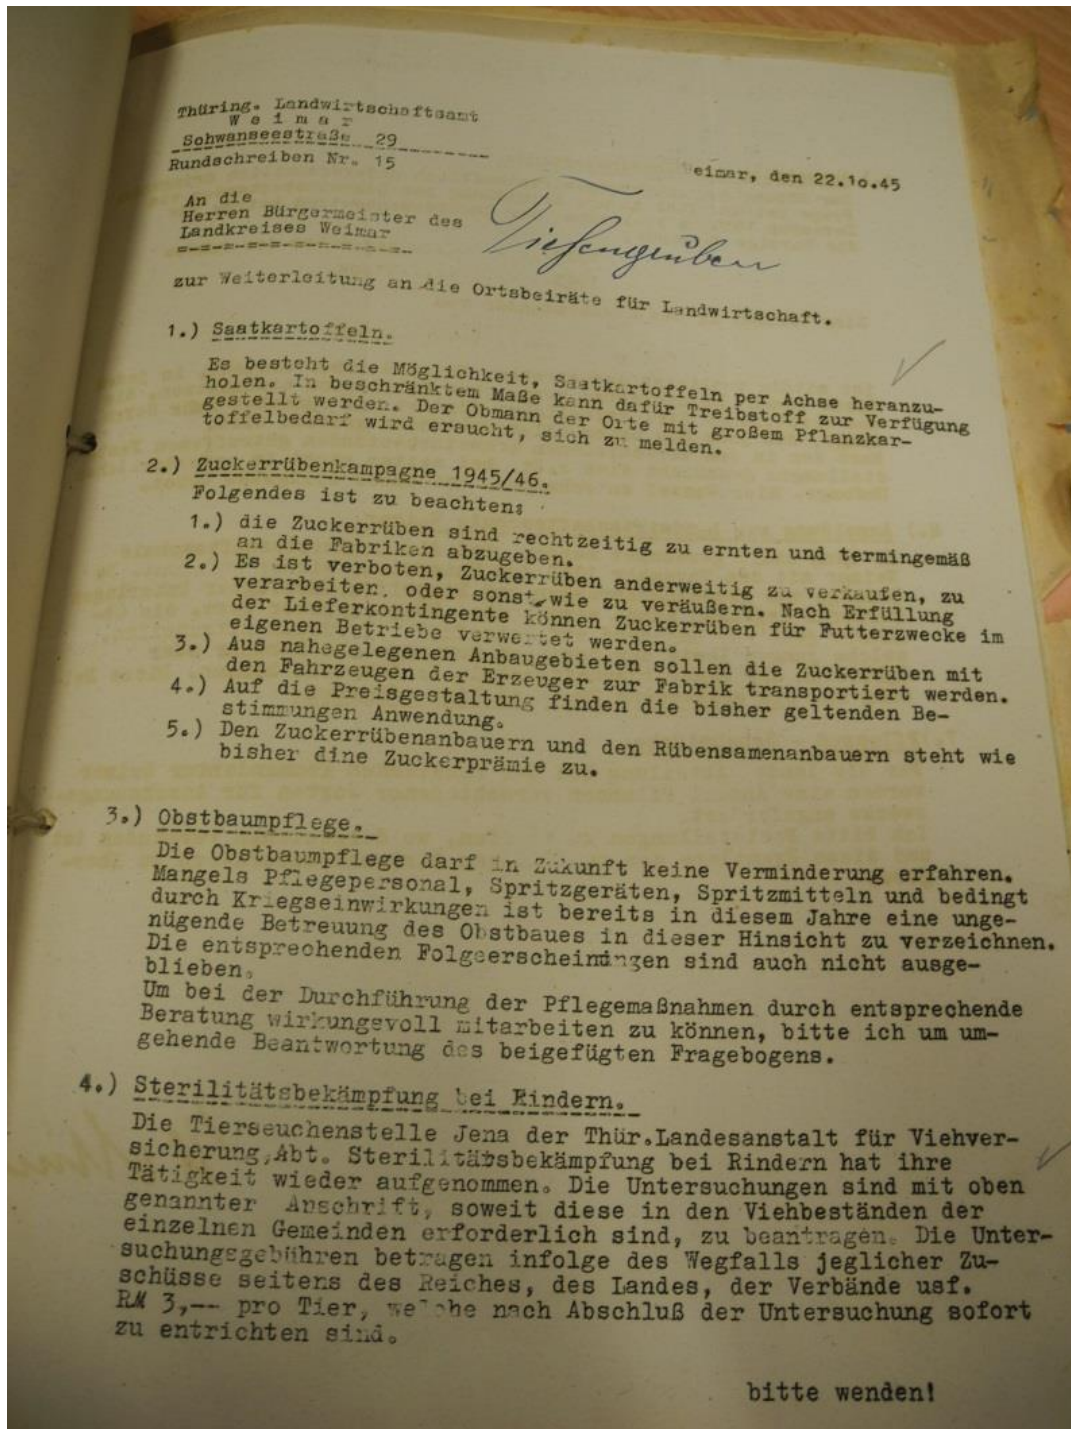 Thüring. Landwirtschaftsamt
W e i m a r
Schwanseestraße 29
Rundschreiben Nr. 15
Weimar, den 22.10.45
An die
Herren Bürgermeister des
Landkreises Weimar
=-=-=-=-=-=-=-=-=-=-
Tiefengruben
zur Weiterleitung an die Ortsbeiräte für Landwirtschaft.
1.) Saatkartoffeln.
Es besteht die Möglichkeit, Saatkartoffeln per Achse heranzu-
holen. In beschränktem Maße kann dafür Treibstoff zur Verfügung
gestellt werden. Der Obmann der Orte mit großem Pflanzkar-
toffelbedarf wird ersucht, sich zu melden.
2.) Zuckerrübenkampagne 1945/46.
Folgendes ist zu beachten:
1.) die Zuckerrüben sind rechtzeitig zu ernten und termingemäß
an die Fabriken abzugeben.
2.) Es ist verboten, Zuckerrüben anderweitig zu verkaufen, zu
verarbeiten, oder sonst wie zu veräußern. Nach Erfüllung
der Lieferkontingente können Zuckerrüben für Futterzwecke im
eigenen Betriebe verwertet werden.
3.) Aus nahegelegenen Anbaugebieten sollen die Zuckerrüben mit
den Fahrzeugen der Erzeuger zur Fabrik transportiert werden.
4.) Auf die Preisgestaltung finden die bisher geltenden Be-
stimmungen Anwendung.
5.) Den Zuckerrübenanbauern und den Rübensamenanbauern steht wie
bisher dine Zuckerprämie zu.
3.) Obstbaumpflege.
Die Obstbaumpflege darf in Zukunft keine Verminderung erfahren.
Mangels Pflegepersonal, Spritzgeräten, Spritzmitteln und bedingt
durch Kriegseinwirkungen ist bereits in diesem Jahre eine unge-
nügende Betreuung des Obstbaues in dieser Hinsicht zu verzeichnen.
Die entsprechenden Folgeerscheinungen sind auch nicht ausge-
blieben.
Um bei der Durchführung der Pflegemaßnahmen durch entsprechende
Beratung wirkungsvoll mitarbeiten zu können, bitte ich um um-
gehende Beantwortung des beigefügten Fragebogens.
4.) Sterilitätsbekämpfung bei Rindern.
Die Tierseuchenstelle Jena der Thür.Landesanstalt für Viehver-
sicherung,Abt. Sterilitätsbekämpfung bei Rindern hat ihre
Tätigkeit wieder aufgenommen. Die Untersuchungen sind mit oben
genannter Anschrift, soweit diese in den Viehbeständen der
einzelnen Gemeinden erforderlich sind, zu beantragen. Die Unter-
suchungsgebühren betragen infolge des Wegfalls jeglicher Zu-
schüsse seitens des Reiches, des Landes, der Verbände usf.
RM 3,-- pro Tier, welche nach Abschluß der Untersuchung sofort
zu entrichten sind.
bitte wenden!